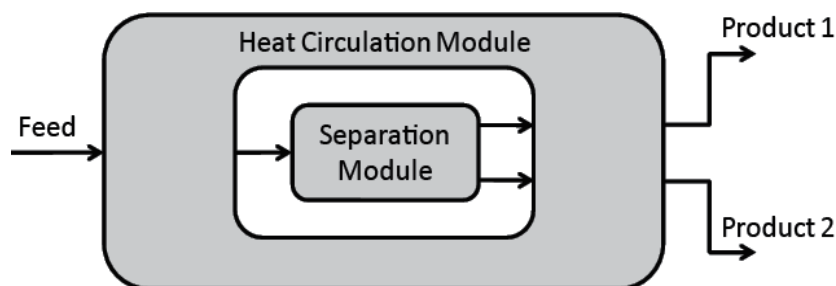 Heat Circulation Module
Product 1
Feed
Separation
Module
Product 2